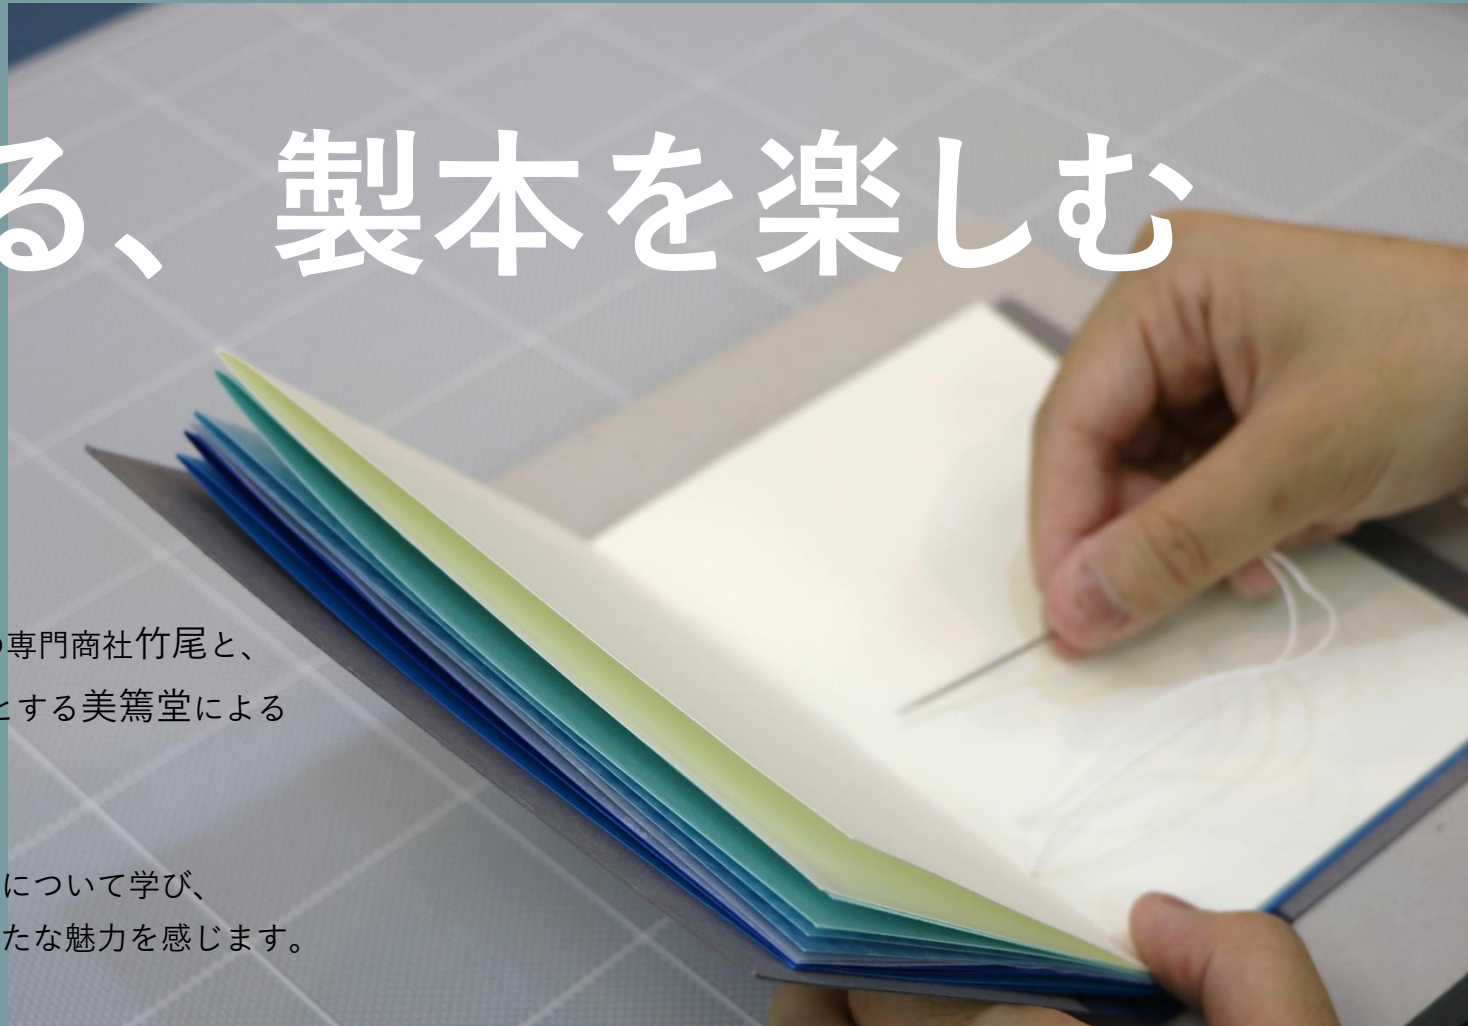 る、製本を楽しむ
専門商社竹尾と、
とする美篶堂による
について学び、
たな魅力を感じます。